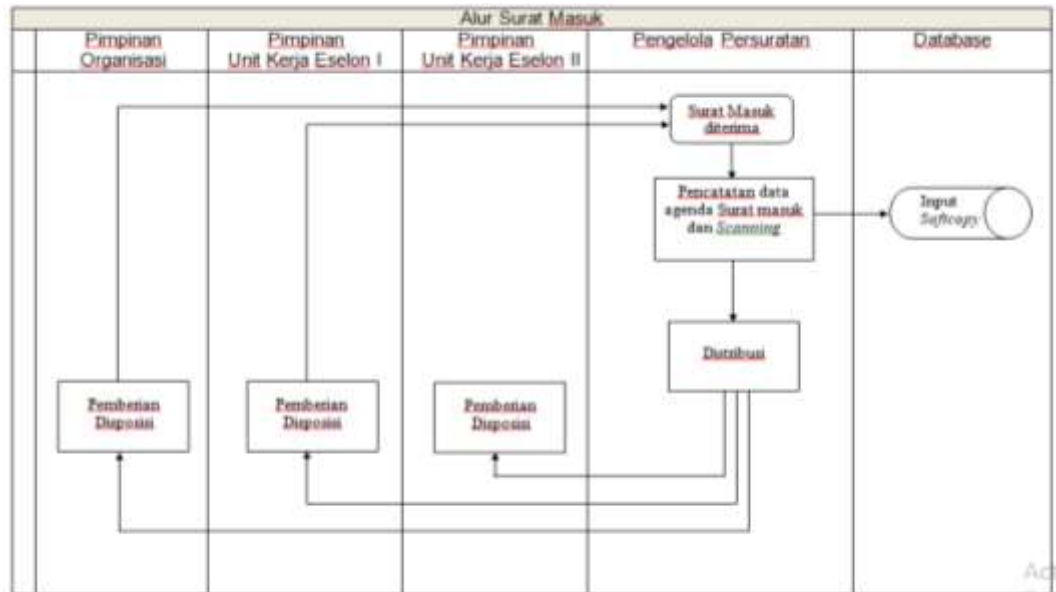 Alur Surat Masuk
Pimpinan
Organisasi
Pimpinan
Unit Kerja Eselon I
Pimpinan
Unit Kerja Eselon II
Pengelola Persuratan
Database
Surat Masuk
diterima
Pencatatan data
agenda Surat masuk
dan Scanning
Input
Softcopy
Distribusi
Pemberian
Disposisi
Pemberian
Disposisi
Pemberian
Disposisi